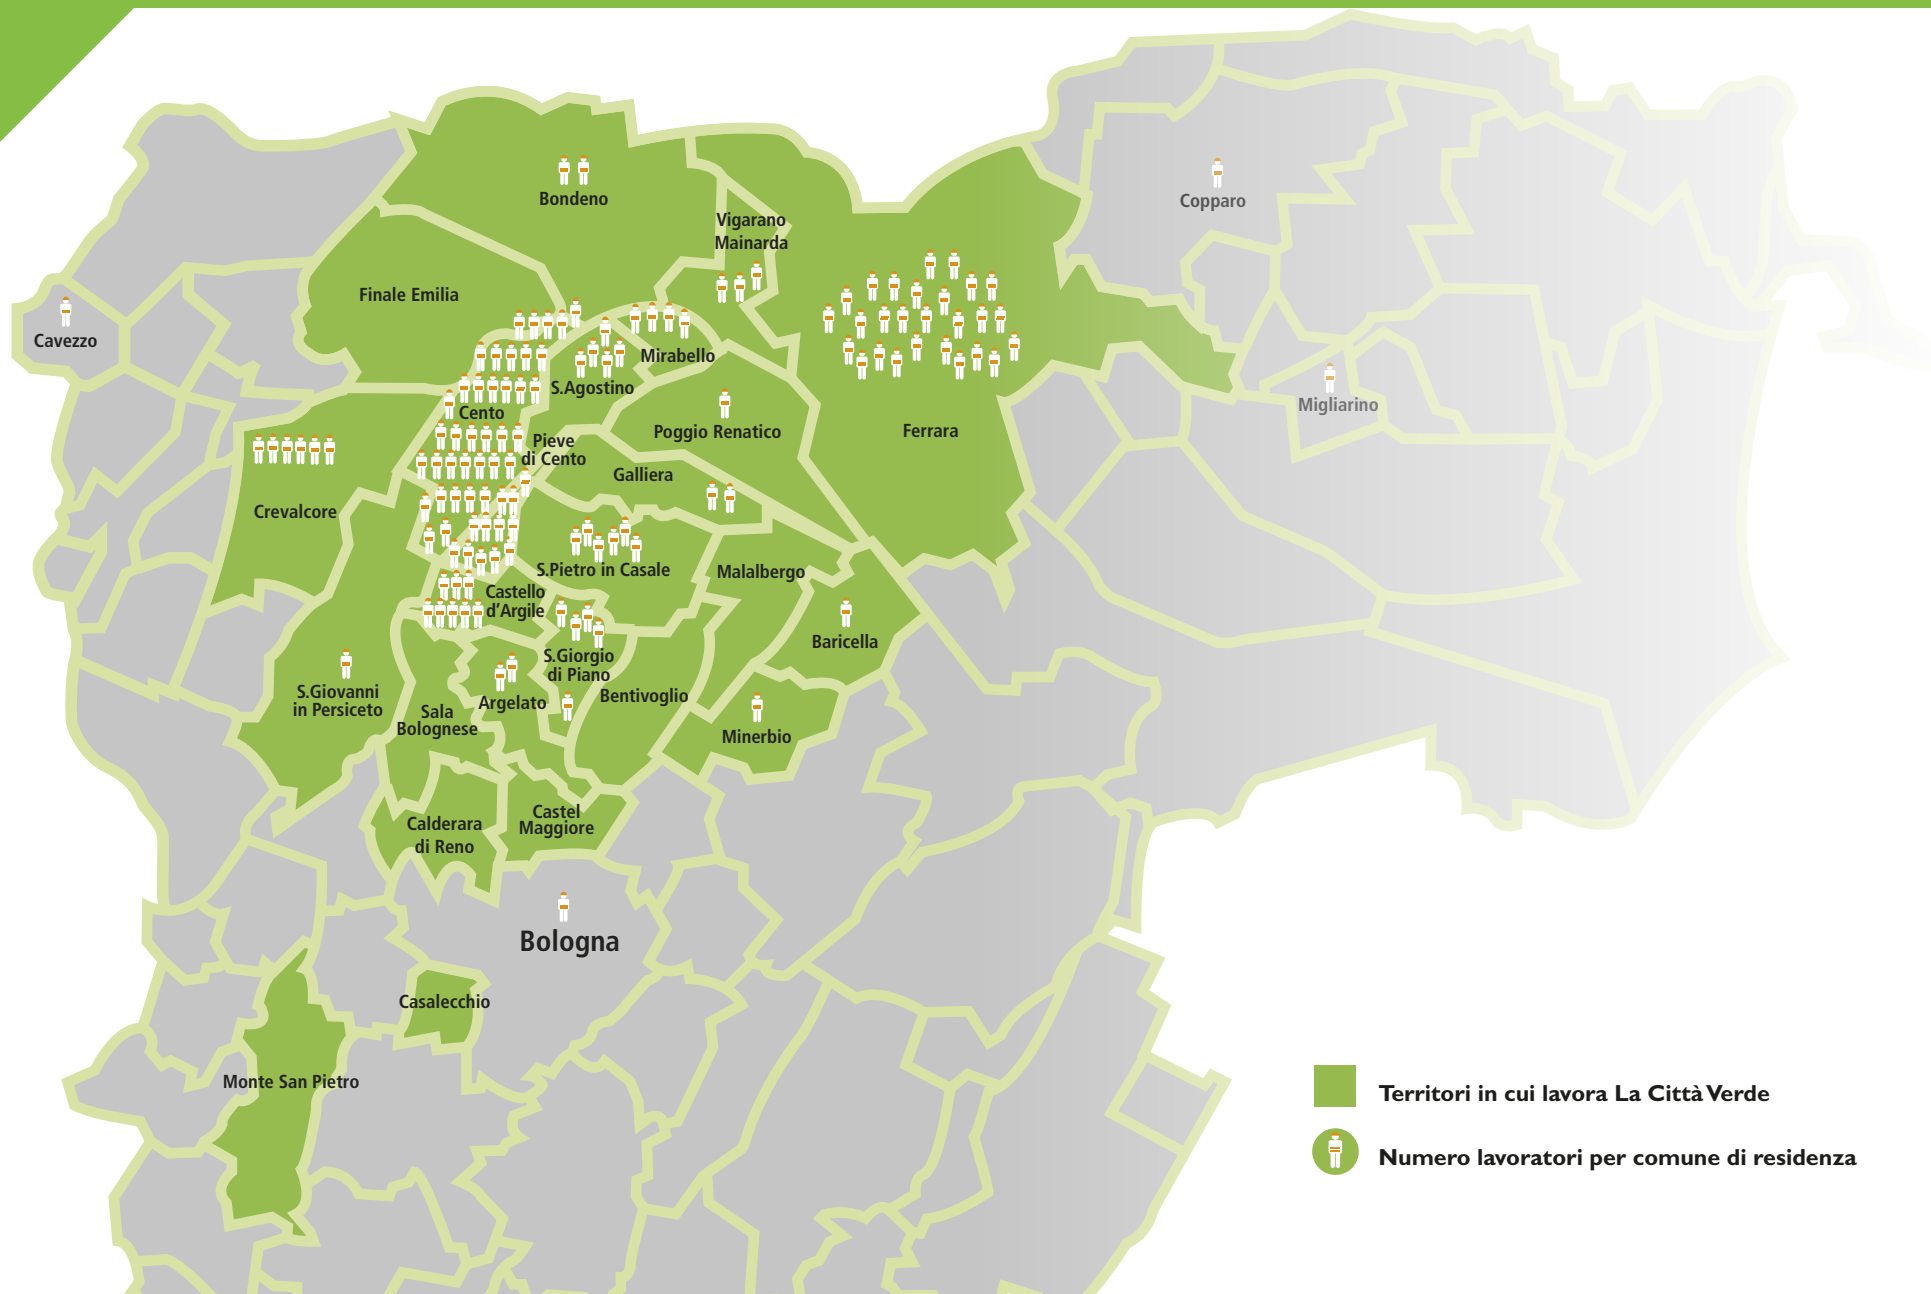 Bondeno
Copparo
Vigarano
Mainarda
Finale Emilia
Cavezzo
Mirabello
S.Agostino
Cento
Migliarino
Poggio Renatico
Ferrara
Pieve
di Cento
Galliera
Crevalcore
S.Pietro in Casale
Malalbergo
Castello
d'Argile
Baricella
S.Giorgio
di Piano
S.Giovanni
in Persiceto
Bentivoglio
Argelato
Sala
Bolognese
Minerbio
Castel
Maggiore
Calderara
di Reno
Bologna
Casalecchio
Monte San Pietro
Territori in cui lavora La Città Verde
Numero lavoratori per comune di residenza